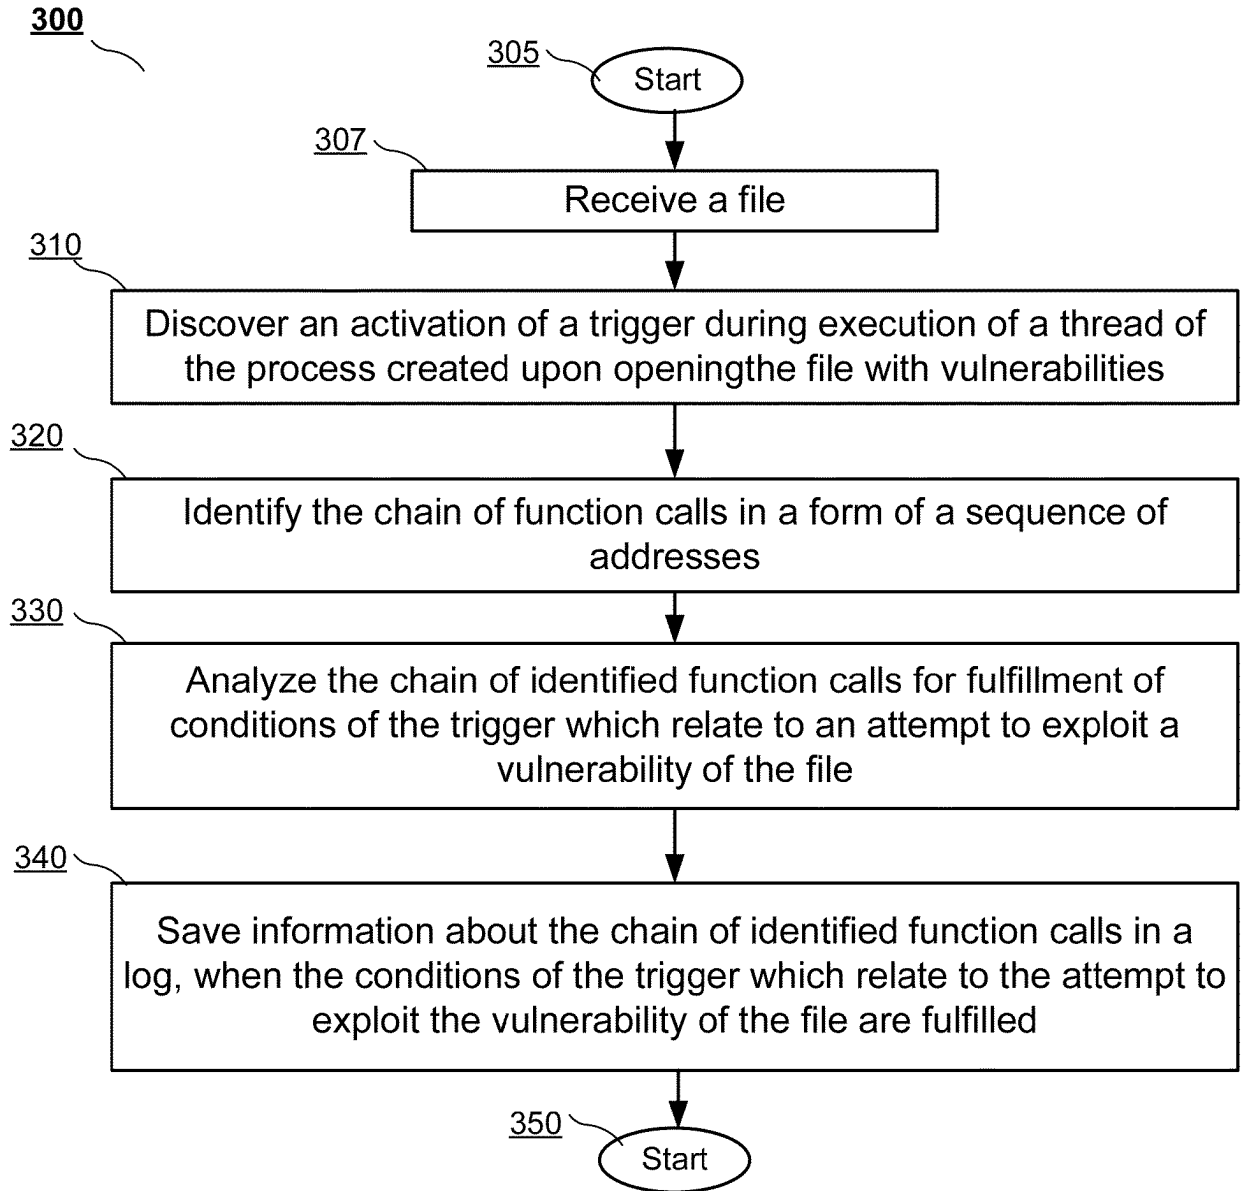 300
305
Start
307
Receive a file
310
Discover an activation of a trigger during execution of a thread of
the process created upon openingthe file with vulnerabilities
320
Identify the chain of function calls in a form of a sequence of
addresses
330
Analyze the chain of identified function calls for fulfillment of
conditions of the trigger which relate to an attempt to exploit a
vulnerability of the file
340
Save information about the chain of identified function calls in a
log, when the conditions of the trigger which relate to the attempt to
exploit the vulnerability of the file are fulfilled
350
Start